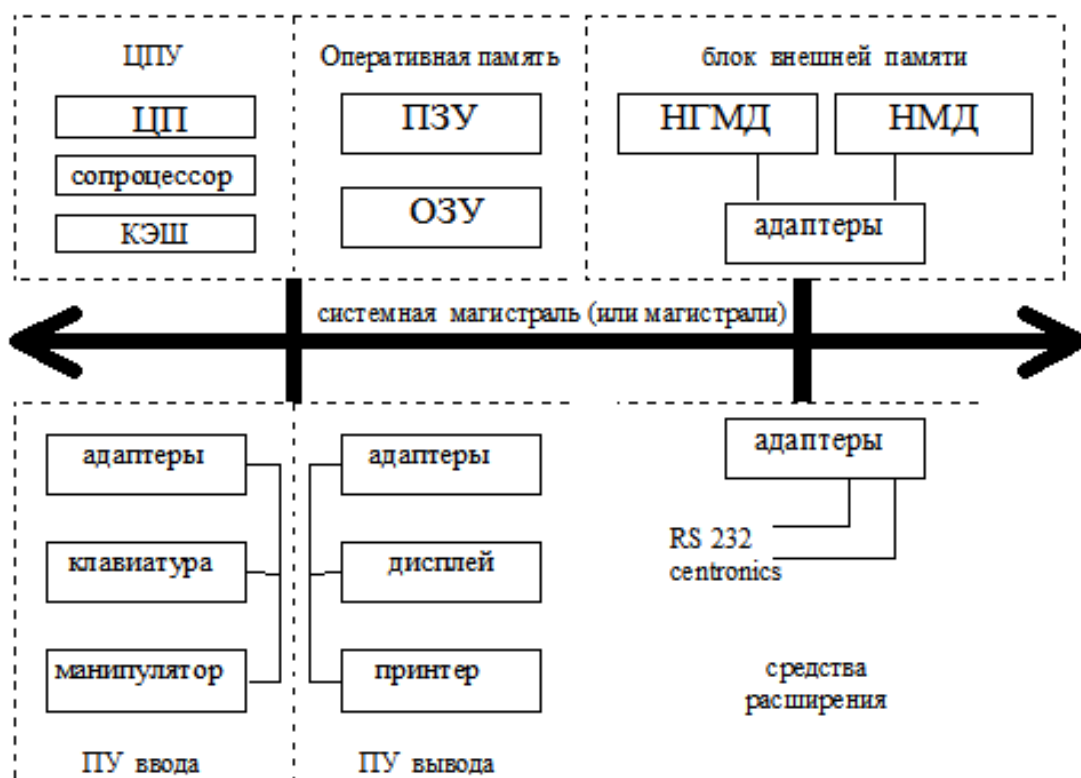 ЦПУ
ЦП
сопроцессор
КЭШ
Оперативная память
ПЗУ
ОЗУ
блок внешней памяти
НГМД
НМД
адаптеры
системная магистраль (или магистрали)
адаптеры
клавиатура
манипулятор
ПУ ввода
адаптеры
дисплей
принтер
ПУ вывода
адаптеры
RS 232
centronics
средства
расширения